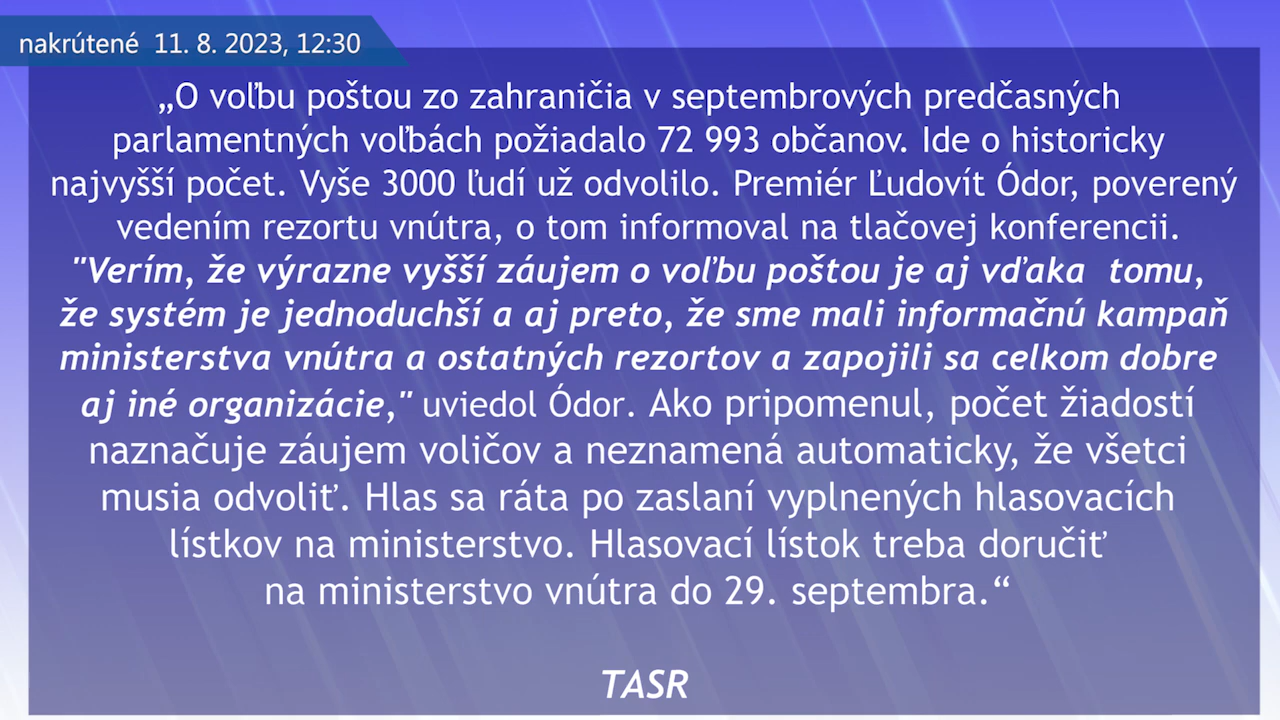 nakrútené 11. 8. 2023, 12:30
„O voľbu poštou zo zahraničia v septembrových predčasných
parlamentných voľbách požiadalo 72 993 občanov. Ide o historicky
najvyšší počet. Vyše 3000 ľudí už odvolilo. Premiér Ľudovít Ódor, poverený
vedením rezortu vnútra, o tom informoval na tlačovej konferencii.
"Verím, že výrazne vyšší záujem o voľbu poštou je aj vďaka  tomu,
že systém je jednoduchší a aj preto, že sme mali informačnú kampaň
ministerstva vnútra a ostatných rezortov a zapojili sa celkom dobre
aj iné organizácie," uviedol Ódor. Ako pripomenul, počet žiadostí
naznačuje záujem voličov a neznamená automaticky, že všetci
musia odvoliť. Hlas sa ráta po zaslaní vyplnených hlasovacích
lístkov na ministerstvo. Hlasovací lístok treba doručiť
na ministerstvo vnútra do 29. septembra.“
TASR